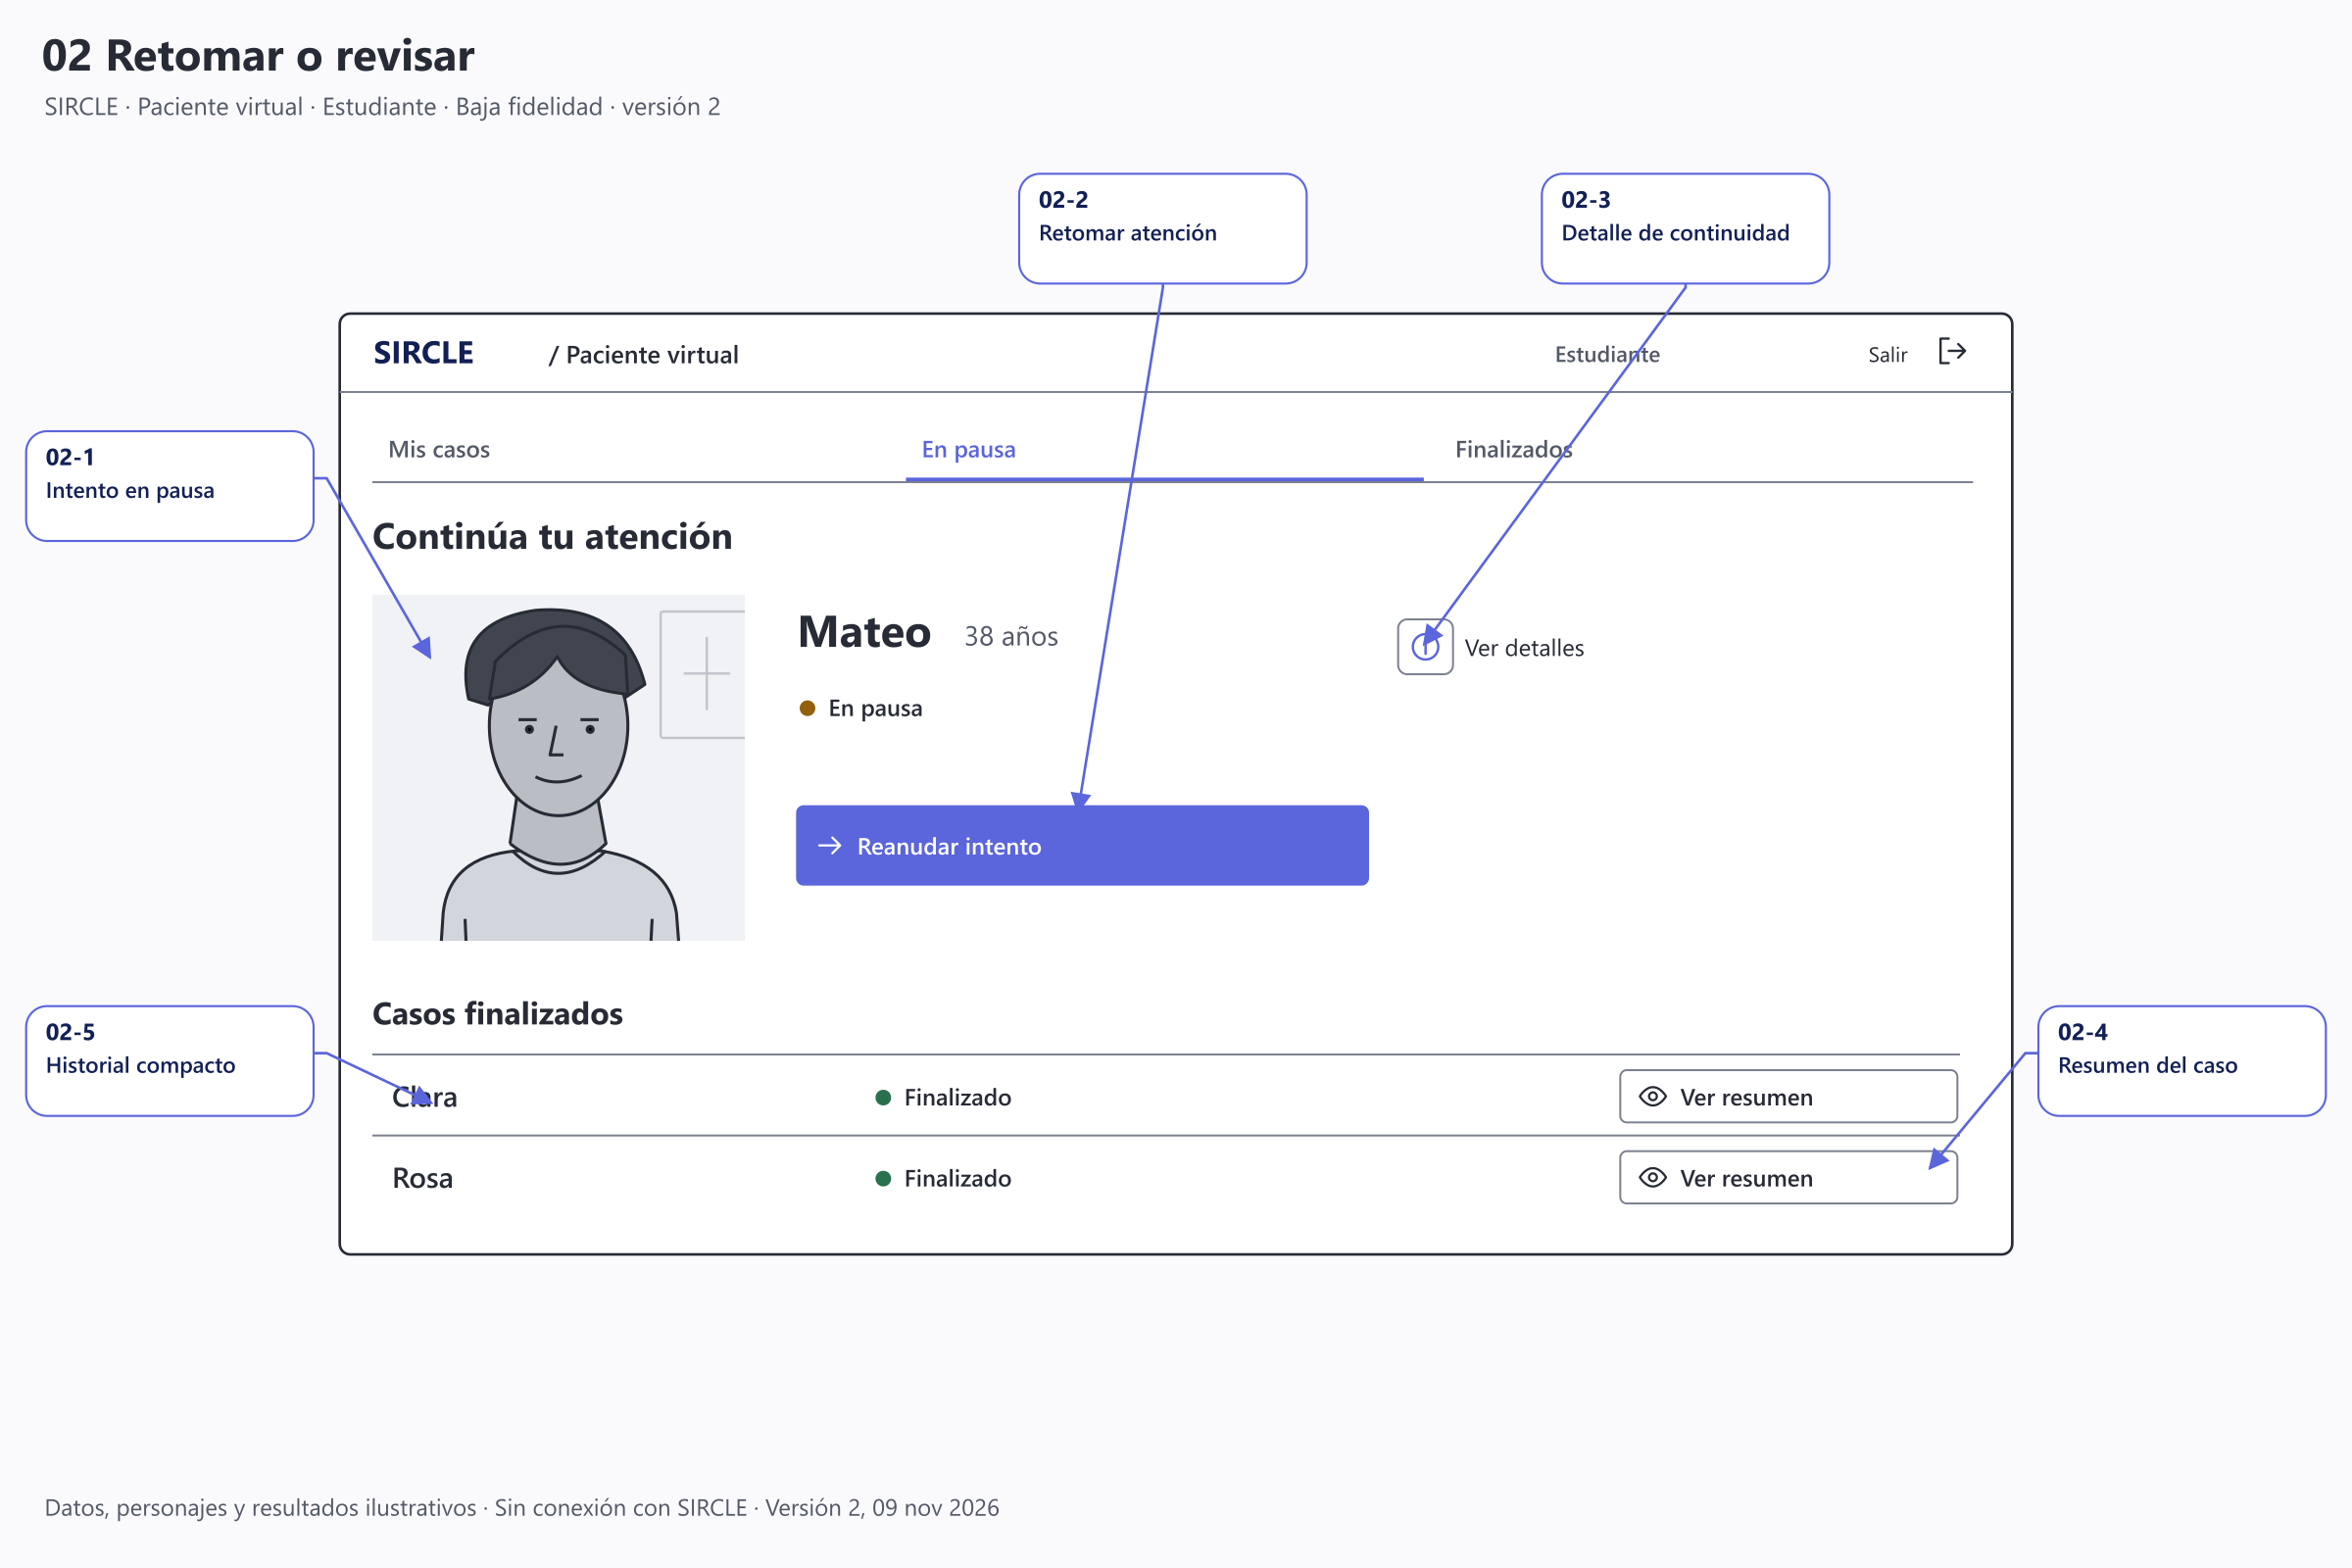 02 Retomar o revisar
SIRCLE · Paciente virtual · Estudiante · Baja fidelidad · versión 2
02-2
Retomar atención
02-3
Detalle de continuidad
SIRCLE
/ Paciente virtual
Estudiante
Salir
02-1
Intento en pausa
Mis casos
En pausa
Finalizados
Continúa tu atención
Mateo
38 años
Ver detalles
En pausa
Reanudar intento
02-5
Historial compacto
Casos finalizados
02-4
Resumen del caso
Clara
Finalizado
Ver resumen
Rosa
Finalizado
Ver resumen
Datos, personajes y resultados ilustrativos · Sin conexión con SIRCLE · Versión 2, 09 nov 2026